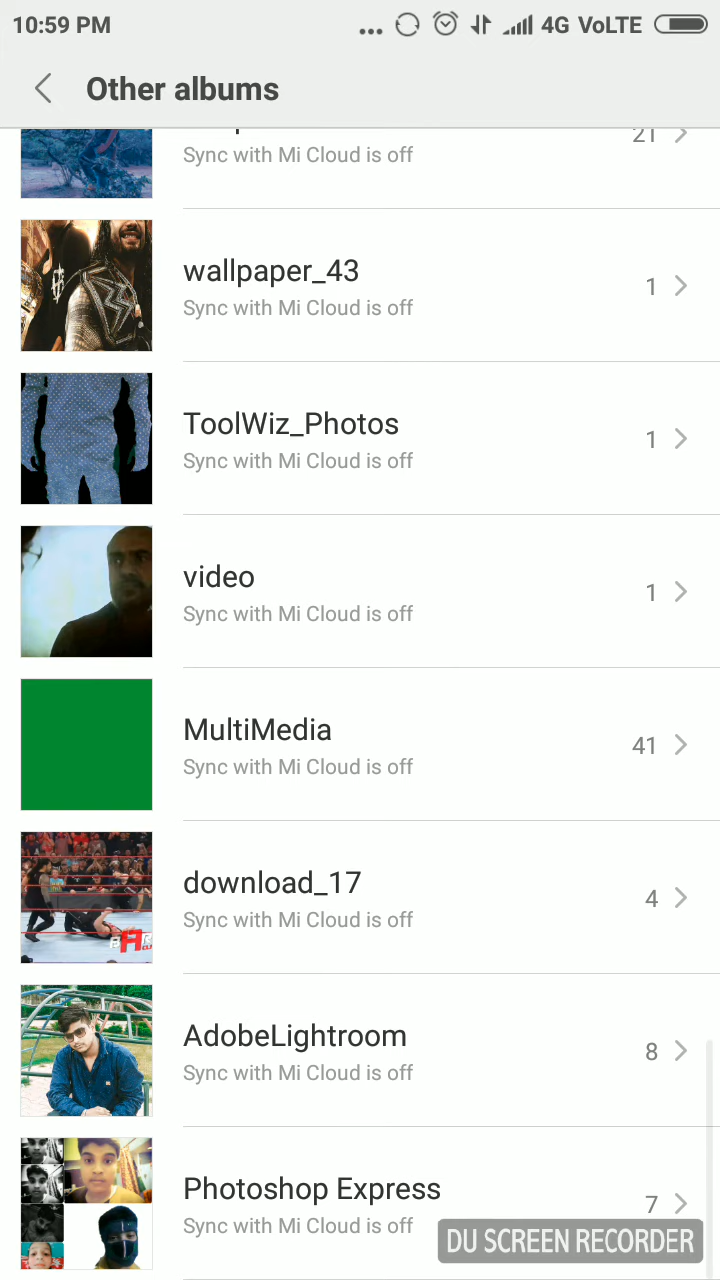 10:59 PM
... 4G VoLTE
Other albums
21
Sync with Mi Cloud is off
wallpaper_43
1
Sync with Mi Cloud is off
ToolWiz_Photos
1
Sync with Mi Cloud is off
video
1
Sync with Mi Cloud is off
MultiMedia
41
Sync with Mi Cloud is off
download_17
4
Sync with Mi Cloud is off
AdobeLightroom
8
Sync with Mi Cloud is off
Photoshop Express
7
Sync with Mi Cloud is off
DU SCREEN RECORDER